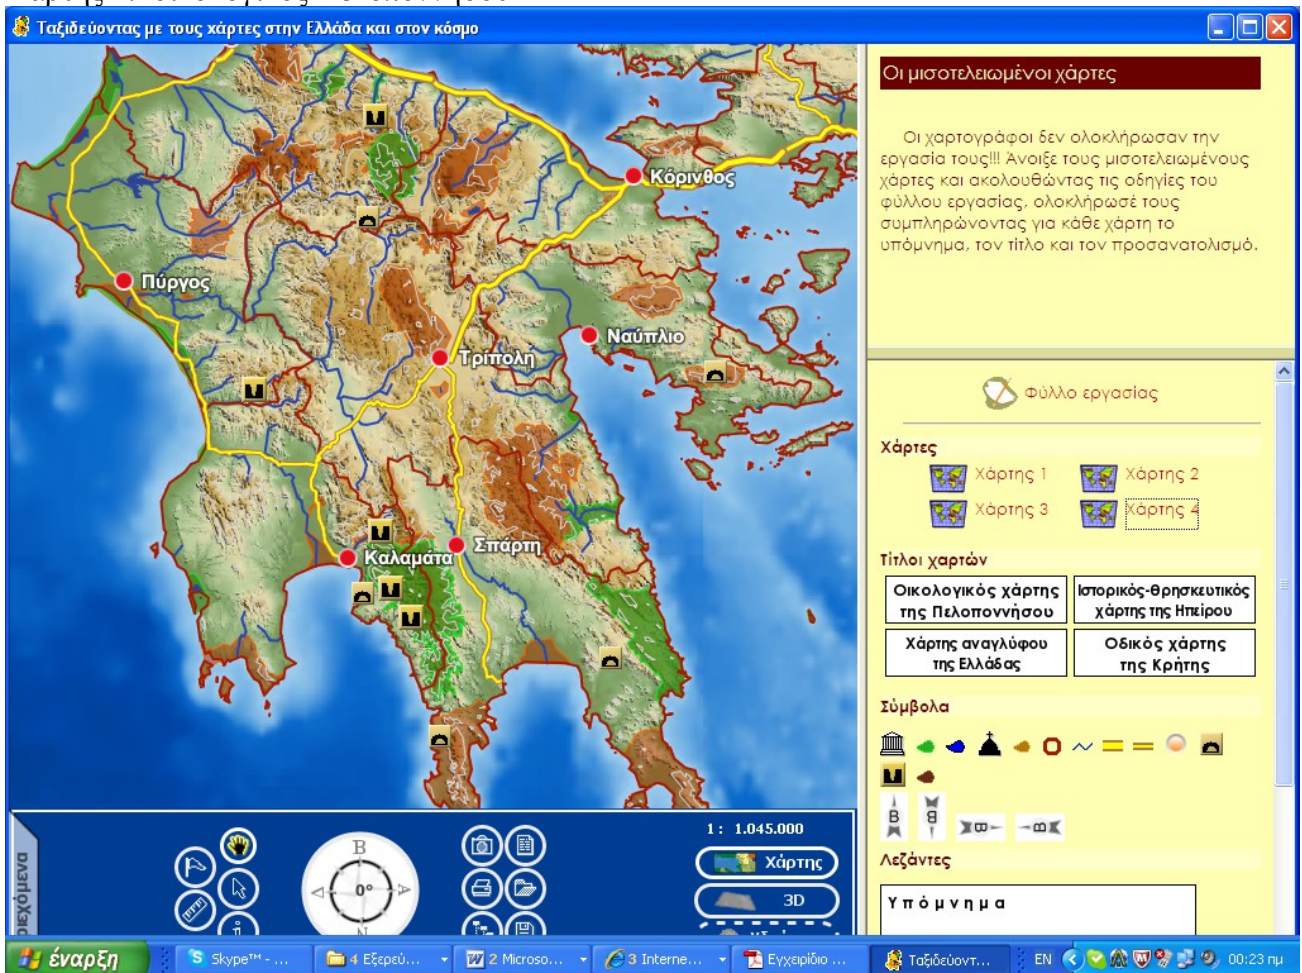 Ταξιδεύοντας με τους χάρτες στην Ελλάδα και στον κόσμο
Κόρινθος
Πύργος
Ναύπλιο
Τρίπολη
Καλαμάτα
Σπάρτη
Οι μισοτελειωμένοι χάρτες
Οι χαρτογράφοι δεν ολοκλήρωσαν την
εργασία τους!!! Άνοιξε τους μισοτελειωμένους
χάρτες και ακολουθώντας τις οδηγίες του
φύλλου εργασίας, ολοκλήρωσέ τους
συμπληρώνοντας για κάθε χάρτη το
υπόμνημα, τον τίτλο και τον προσανατολισμό.
Φύλλο εργασίας
Χάρτες
Χάρτης 1 Χάρτης 2
Χάρτης 3 Χάρτης 4
Τίτλοι χαρτών
Οικολογικός χάρτης
της Πελοποννήσου
Ιστορικός-Θρησκευτικός
χάρτης της Ηπείρου
Χάρτης αναγλύφου
της Ελλάδας
Οδικός χάρτης
της Κρήτης
Σύμβολα
B B B B
Λεζάντες
Υπόμνημα
1 : 1.045.000
Χάρτης
3D
B
0°
Δ Α
Ν
έναρξη
Skype™ - ...
4 Εξερεύ...
2 Microso...
3 Interne...
Εγχειρίδιο ...
Ταξιδεύοντ...
EN
00:23 πμ